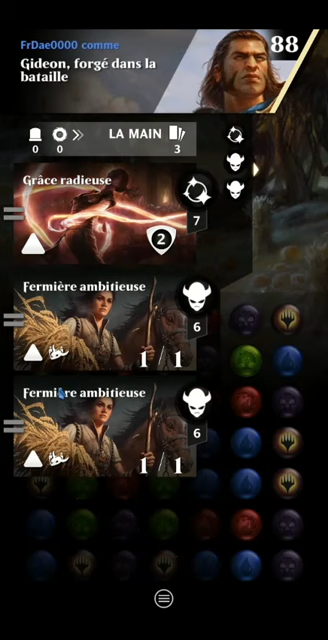 FrDae0000 comme
Gideon, forgé dans la
bataille
88
0
0
LA MAIN
3
Grâce radieuse
7
2
Fermière ambitieuse
6
1 / 1
Fermière ambitieuse
6
1 / 1